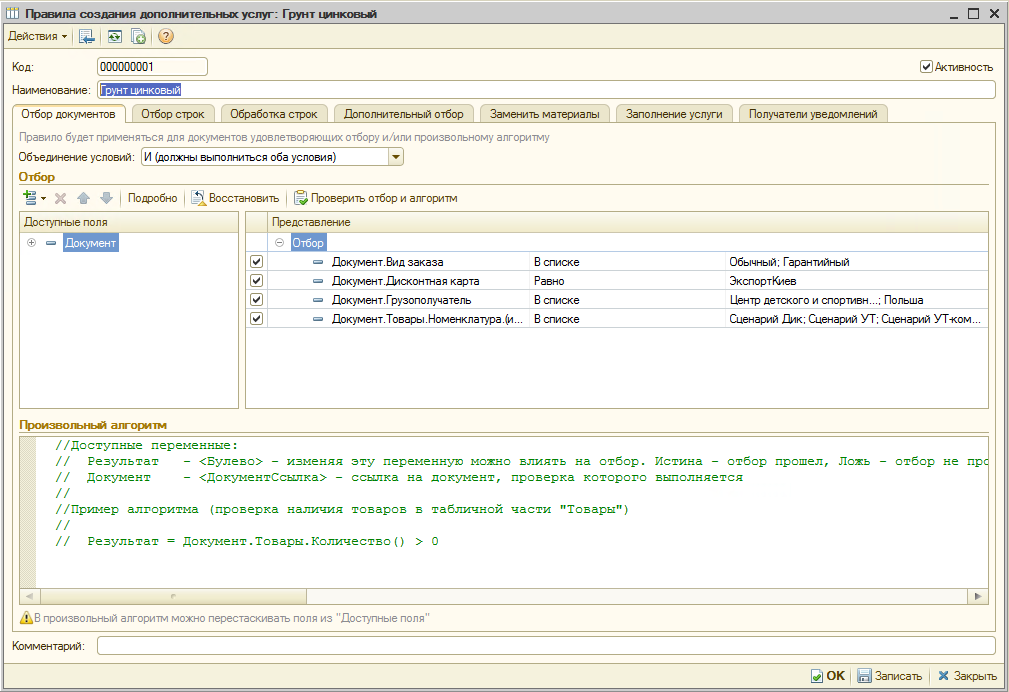 Правила создания дополнительных услуг: Грунт цинковый
Действия
Код: 000000001 Активность
Наименование: Грунт цинковый
Отбор документов Отбор строк Обработка строк Дополнительный отбор Заменить материалы Заполнение услуги Получатели уведомлений
Правило будет применяться для документов удовлетворяющих отбору и/или произвольному алгоритму
Объединение условий: И (должны выполниться оба условия)
Отбор
Подробно Восстановить Проверить отбор и алгоритм
Доступные поля Представление
Документ Отбор
Документ.Вид заказа В списке Обычный; Гарантийный
Документ.Дисконтная карта Равно ЭкспортКиев
Документ.Грузополучатель В списке Центр детского и спортивн...; Польша
Документ.Товары.Номенклатура.(и... В списке Сценарий Дик; Сценарий УТ; Сценарий УТ-ком...
Произвольный алгоритм
//Доступные переменные:
// Результат - <Булево> - изменяя эту переменную можно влиять на отбор. Истина - отбор прошел, Ложь - отбор не про
// Документ - <ДокументСсылка> - ссылка на документ, проверка которого выполняется
//
//Пример алгоритма (проверка наличия товаров в табличной части "Товары")
//
// Результат = Документ.Товары.Количество() > 0
В произвольный алгоритм можно перестаскивать поля из "Доступные поля"
Комментарий:
OK Записать Закрыть